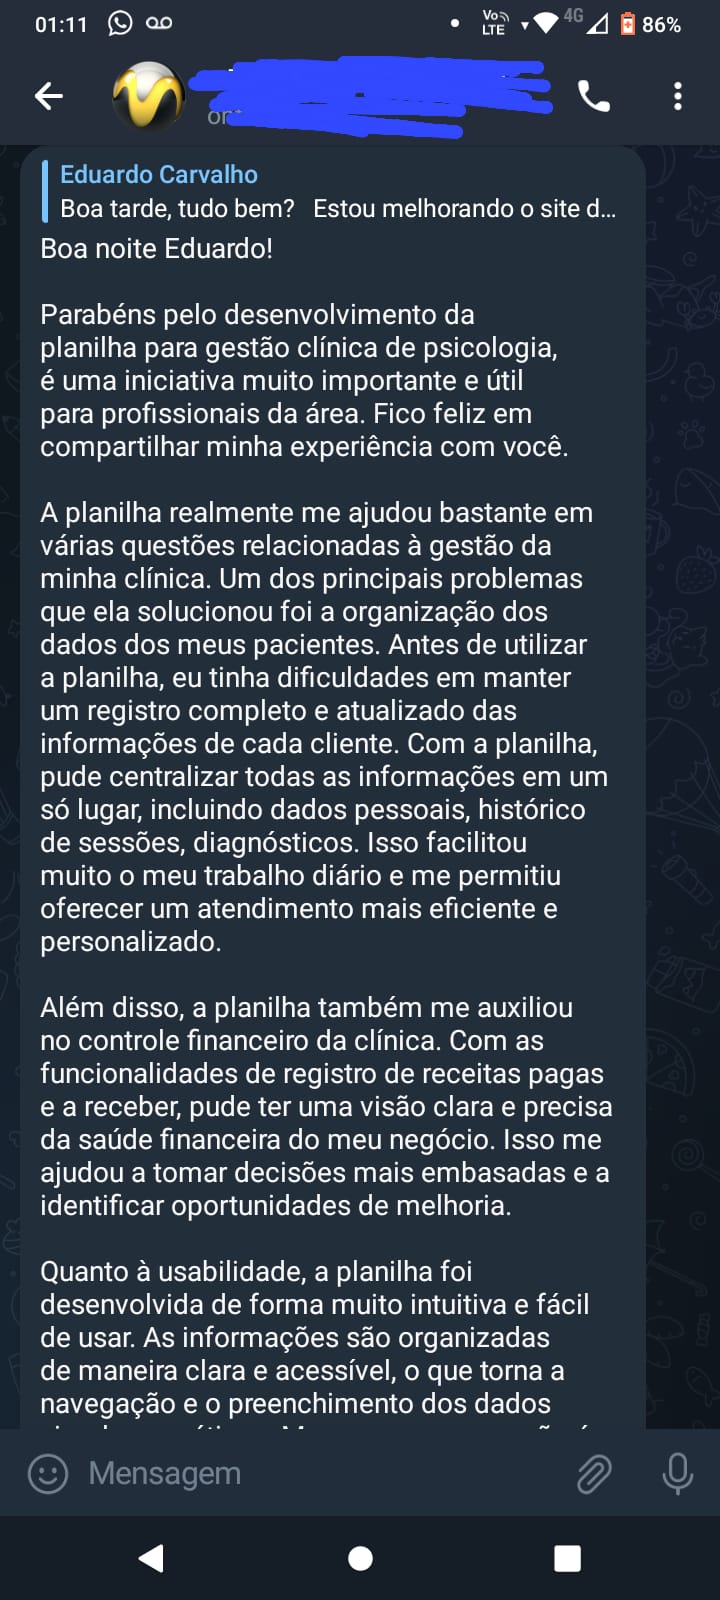 01:11
Vo LTE
4G
86%
Eduardo Carvalho
Boa tarde, tudo bem? Estou melhorando o site d...
Boa noite Eduardo!
Parabéns pelo desenvolvimento da
planilha para gestão clínica de psicologia,
é uma iniciativa muito importante e útil
para profissionais da área. Fico feliz em
compartilhar minha experiência com você.
A planilha realmente me ajudou bastante em
várias questões relacionadas à gestão da
minha clínica. Um dos principais problemas
que ela solucionou foi a organização dos
dados dos meus pacientes. Antes de utilizar
a planilha, eu tinha dificuldades em manter
um registro completo e atualizado das
informações de cada cliente. Com a planilha,
pude centralizar todas as informações em um
só lugar, incluindo dados pessoais, histórico
de sessões, diagnósticos. Isso facilitou
muito o meu trabalho diário e me permitiu
oferecer um atendimento mais eficiente e
personalizado.
Além disso, a planilha também me auxiliou
no controle financeiro da clínica. Com as
funcionalidades de registro de receitas pagas
e a receber, pude ter uma visão clara e precisa
da saúde financeira do meu negócio. Isso me
ajudou a tomar decisões mais embasadas e a
identificar oportunidades de melhoria.
Quanto à usabilidade, a planilha foi
desenvolvida de forma muito intuitiva e fácil
de usar. As informações são organizadas
de maneira clara e acessível, o que torna a
navegação e o preenchimento dos dados
Mensagem